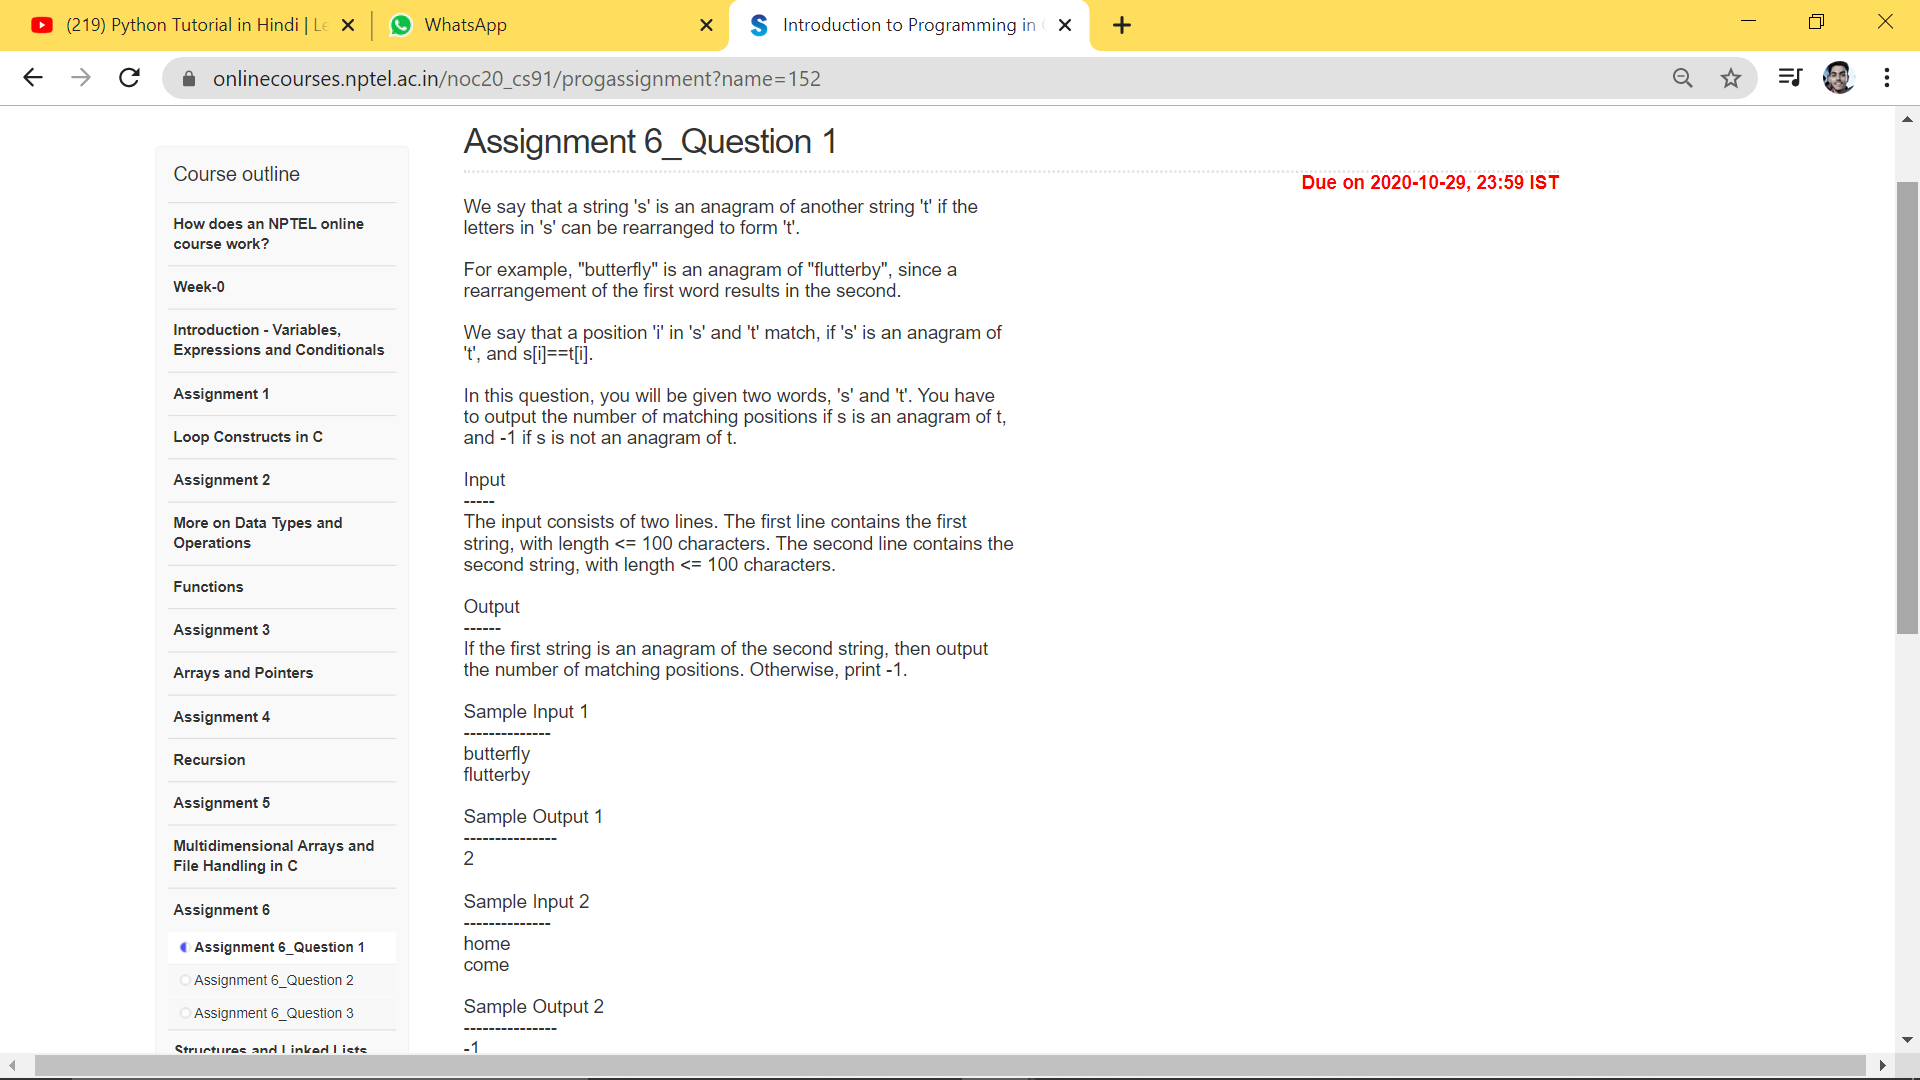 (219) Python Tutorial in Hindi | Le
WhatsApp
Introduction to Programming in
onlinecourses.nptel.ac.in/noc20_cs91/progassignment?name=152
Course outline
How does an NPTEL online
course work?
Week-0
Introduction - Variables,
Expressions and Conditionals
Assignment 1
Loop Constructs in C
Assignment 2
More on Data Types and
Operations
Functions
Assignment 3
Arrays and Pointers
Assignment 4
Recursion
Assignment 5
Multidimensional Arrays and
File Handling in C
Assignment 6
Assignment 6_Question 1
Assignment 6_Question 2
Assignment 6_Question 3
Structures and Linked Lists
Assignment 6_Question 1
Due on 2020-10-29, 23:59 IST
We say that a string 's' is an anagram of another string 't' if the
letters in 's' can be rearranged to form 't'.
For example, "butterfly" is an anagram of "flutterby", since a
rearrangement of the first word results in the second.
We say that a position 'i' in 's' and 't' match, if 's' is an anagram of
't', and s[i]==t[i].
In this question, you will be given two words, 's' and 't'. You have
to output the number of matching positions if s is an anagram of t,
and -1 if s is not an anagram of t.
Input
-----
The input consists of two lines. The first line contains the first
string, with length <= 100 characters. The second line contains the
second string, with length <= 100 characters.
Output
------
If the first string is an anagram of the second string, then output
the number of matching positions. Otherwise, print -1.
Sample Input 1
--------------
butterfly
flutterby
Sample Output 1
---------------
2
Sample Input 2
--------------
home
come
Sample Output 2
---------------
-1